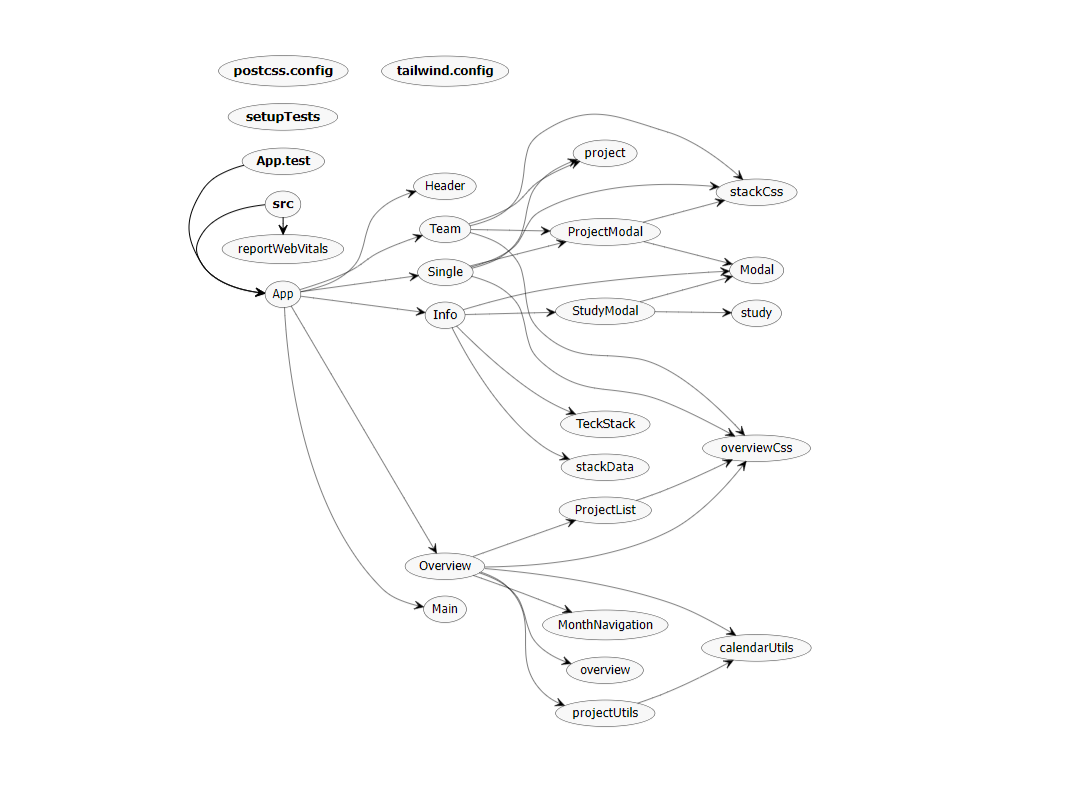 postcss.config
tailwind.config
setupTests
App.test
src
reportWebVitals
App
Header
Team
Single
Info
Overview
Main
project
ProjectModal
StudyModal
TeckStack
stackData
ProjectList
MonthNavigation
overview
projectUtils
stackCss
Modal
study
overviewCss
calendarUtils